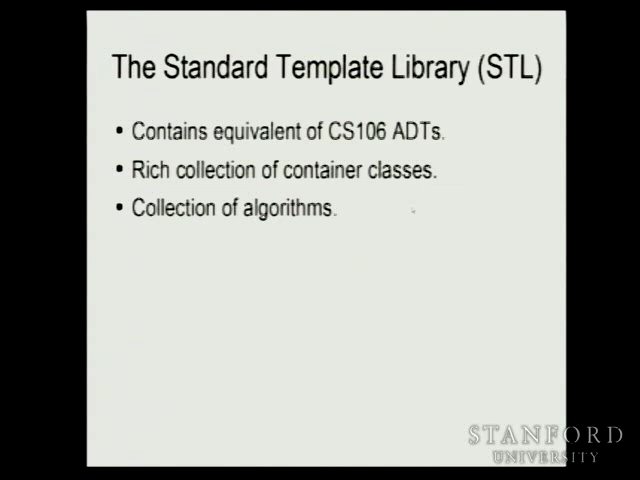 The Standard Template Library (STL)
• Contains equivalent of CS106 ADTs.
• Rich collection of container classes.
• Collection of algorithms.
STANFORD
UNIVERSITY